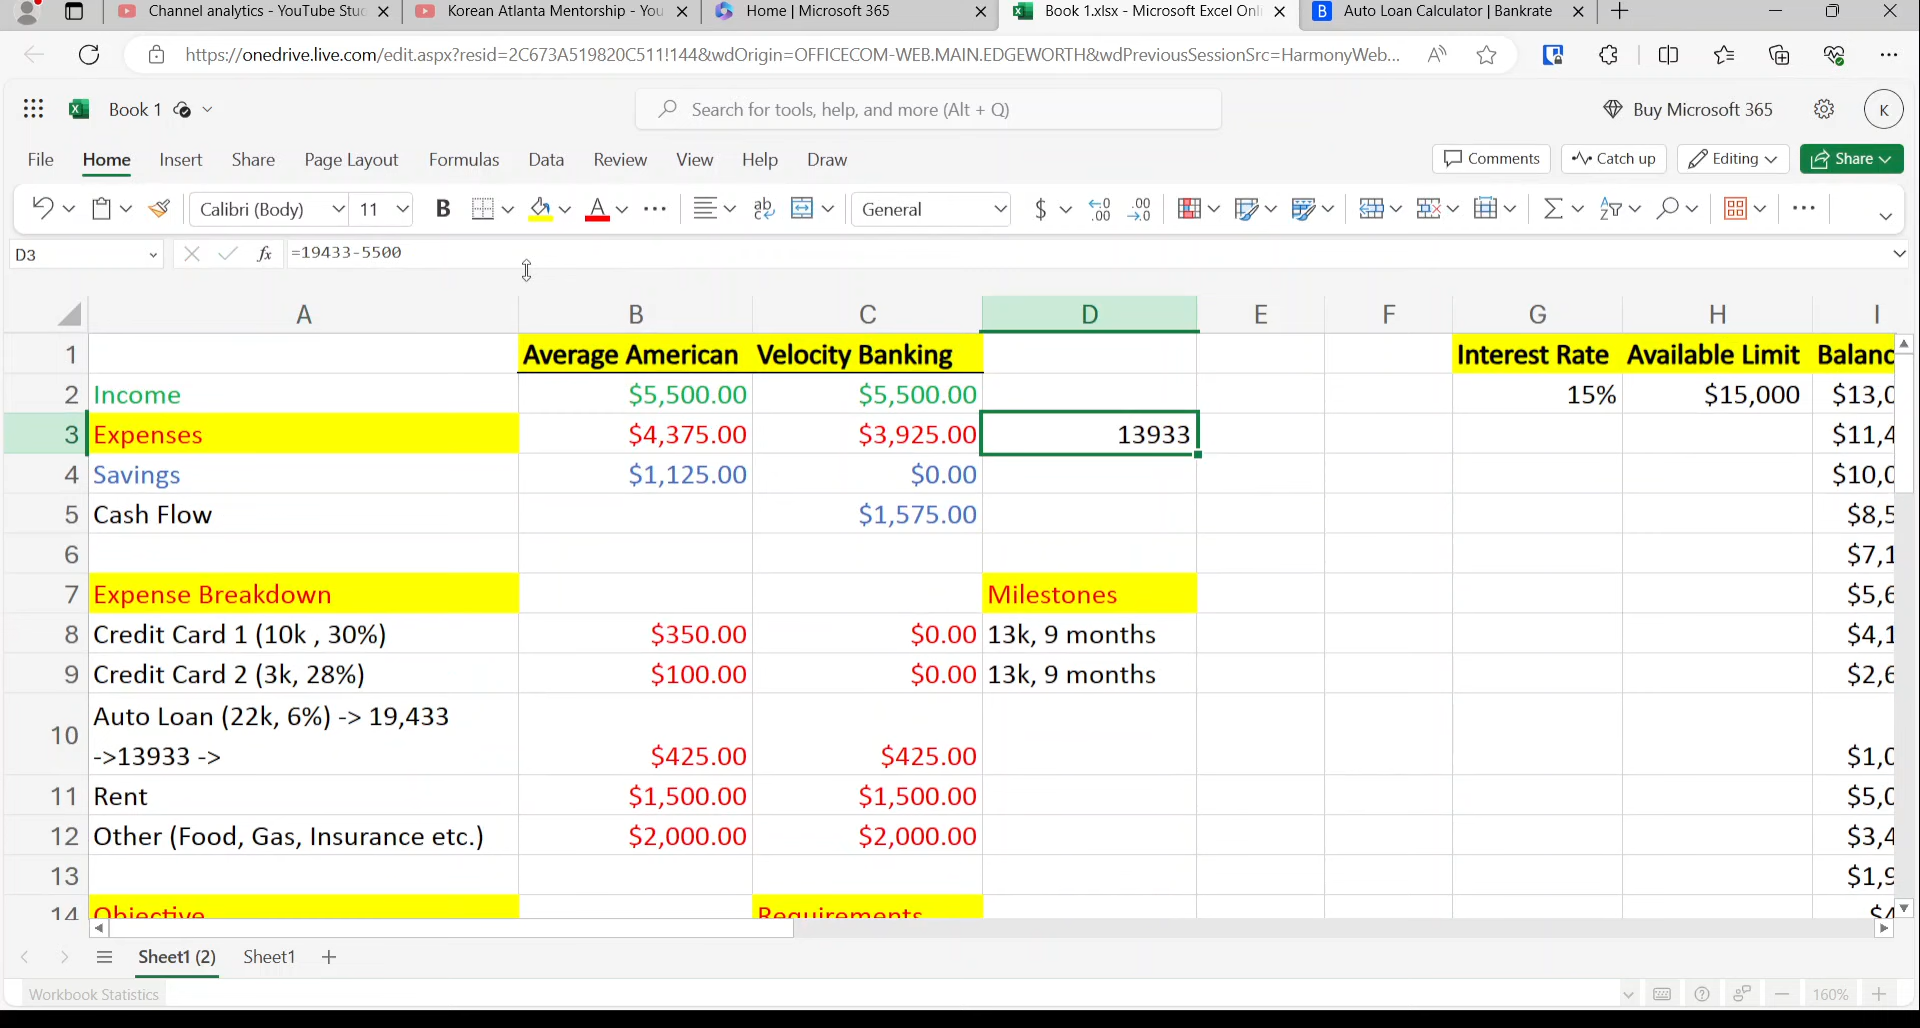 Channel analytics - YouTube Stuc
Korean Atlanta Mentorship - You
Home | Microsoft 365
Book 1.xlsx - Microsoft Excel Onli
Auto Loan Calculator | Bankrate
https://onedrive.live.com/edit.aspx?resid=2C673A519820C511!144&wdOrigin=OFFICECOM-WEB.MAIN.EDGEWORTH&wdPreviousSessionSrc=HarmonyWeb...
Book 1
Search for tools, help, and more (Alt + Q)
Buy Microsoft 365
K
File Home Insert Share Page Layout Formulas Data Review View Help Draw
Comments Catch up Editing Share
Calibri (Body) 11 B A ab General $ .00 .00
D3 fx =19433-5500
A B C D E F G H I
1 Average American Velocity Banking Interest Rate Available Limit Balanc
2 Income $5,500.00 $5,500.00 15% $15,000 $13,0
3 Expenses $4,375.00 $3,925.00 13933 $11,4
4 Savings $1,125.00 $0.00 $10,0
5 Cash Flow $1,575.00 $8,5
6 $7,1
7 Expense Breakdown Milestones $5,6
8 Credit Card 1 (10k , 30%) $350.00 $0.00 13k, 9 months $4,1
9 Credit Card 2 (3k, 28%) $100.00 $0.00 13k, 9 months $2,6
Auto Loan (22k, 6%) -> 19,433
10 ->13933 -> $425.00 $425.00 $1,0
11 Rent $1,500.00 $1,500.00 $5,0
12 Other (Food, Gas, Insurance etc.) $2,000.00 $2,000.00 $3,4
13 $1,9
14 Objective Requirements
Sheet1 (2) Sheet1
Workbook Statistics
160%